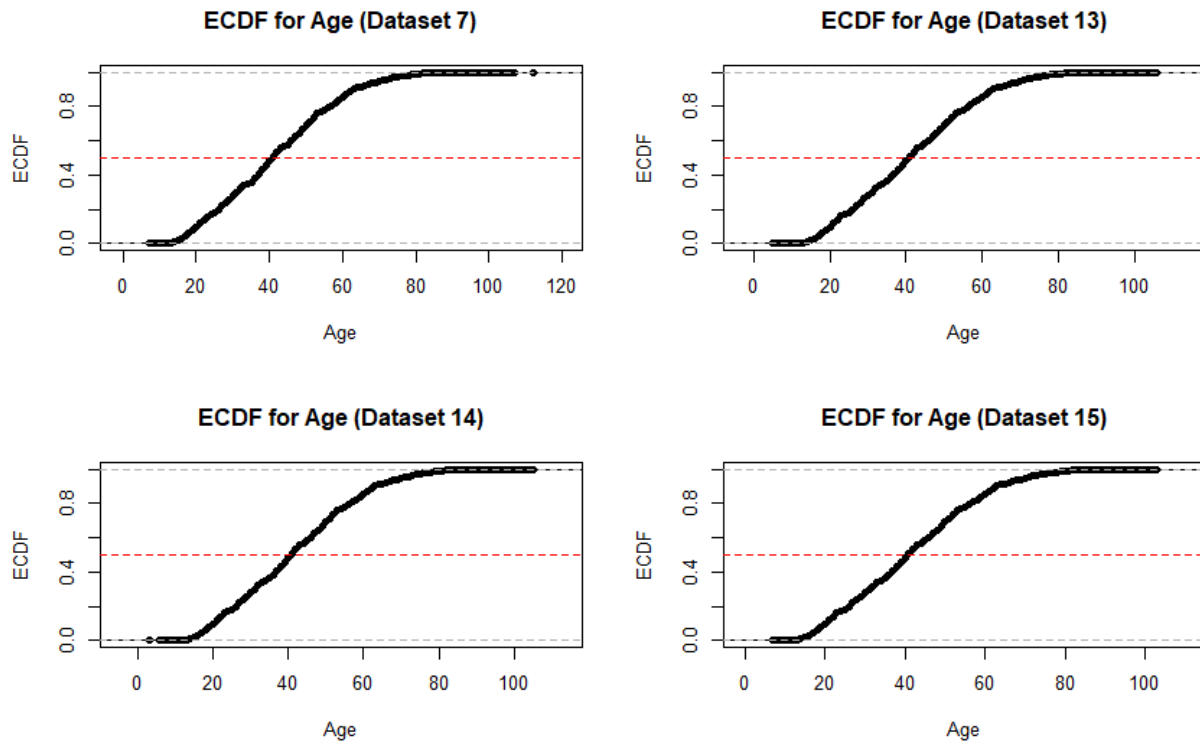 ECDF for Age (Dataset 7)
ECDF
0.0 0.4 0.8
0 20 40 60 80 100 120
Age
ECDF for Age (Dataset 13)
ECDF
0.0 0.4 0.8
0 20 40 60 80 100
Age
ECDF for Age (Dataset 14)
ECDF
0.0 0.4 0.8
0 20 40 60 80 100
Age
ECDF for Age (Dataset 15)
ECDF
0.0 0.4 0.8
0 20 40 60 80 100
Age